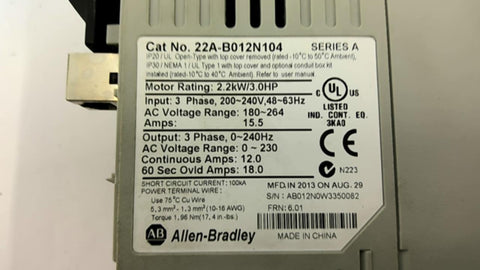 Cat No. 22A-B012N104 SERIES A
IP20 / UL Open-Type with top cover removed (rated -10°C to 50°C Ambient),
IP30 / NEMA 1 / UL Type 1 with top cover and optional conduit box kit
installed (rated-10°C to 40°C Ambient). Refer to user manual
Motor Rating: 2.2kW/3.0HP
Input: 3 Phase, 200~240V,48~63Hz
AC Voltage Range: 180~264
Amps: 15.5
Output: 3 Phase, 0~240Hz
AC Voltage Range: 0 ~ 230
Continuous Amps: 12.0
60 Sec Ovld Amps: 18.0
C UL US
LISTED
IND. CONT. EQ.
3KA0
N223
SHORT CIRCUIT CURRENT: 100kA
POWER TERMINAL WIRE:
Use 75°C Cu Wire
5.3 mm² - 1.3 mm² (10-16 AWG)
Torque 1.96 Nm(17.4 in.-lbs.)
MFD.IN 2013 ON AUG. 29
S/N : AB012N0W3350082
FRN: 6.01
AB Allen-Bradley
MADE IN CHINA